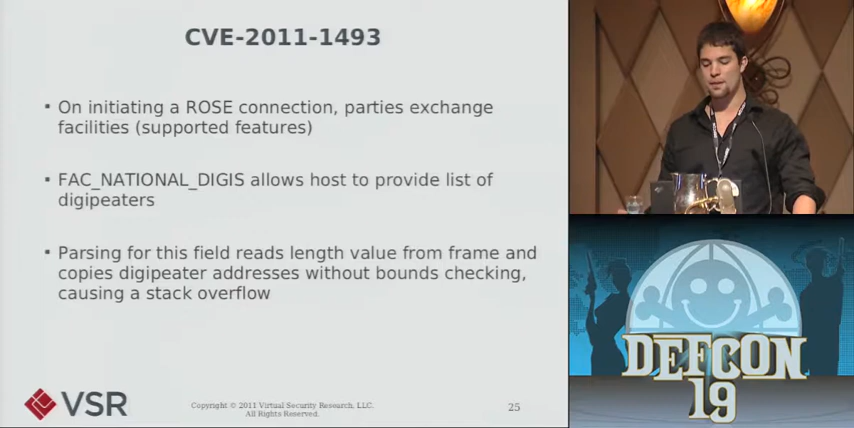 CVE-2011-1493
▪ On initiating a ROSE connection, parties exchange
facilities (supported features)
▪ FAC_NATIONAL_DIGIS allows host to provide list of
digipeaters
▪ Parsing for this field reads length value from frame and
copies digipeater addresses without bounds checking,
causing a stack overflow
VSR
Copyright © 2011 Virtual Security Research, LLC.
All Rights Reserved.
25
DEFCON
19